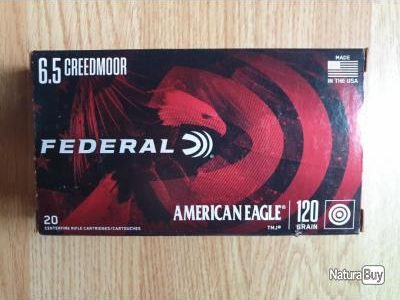 6.5 CREEDMOOR
MADE
IN THE USA
FEDERAL
20
CENTERFIRE RIFLE CARTRIDGES/CARTOUCHES
AMERICAN EAGLE
TMJ®
120
GRAIN
NaturaBuy